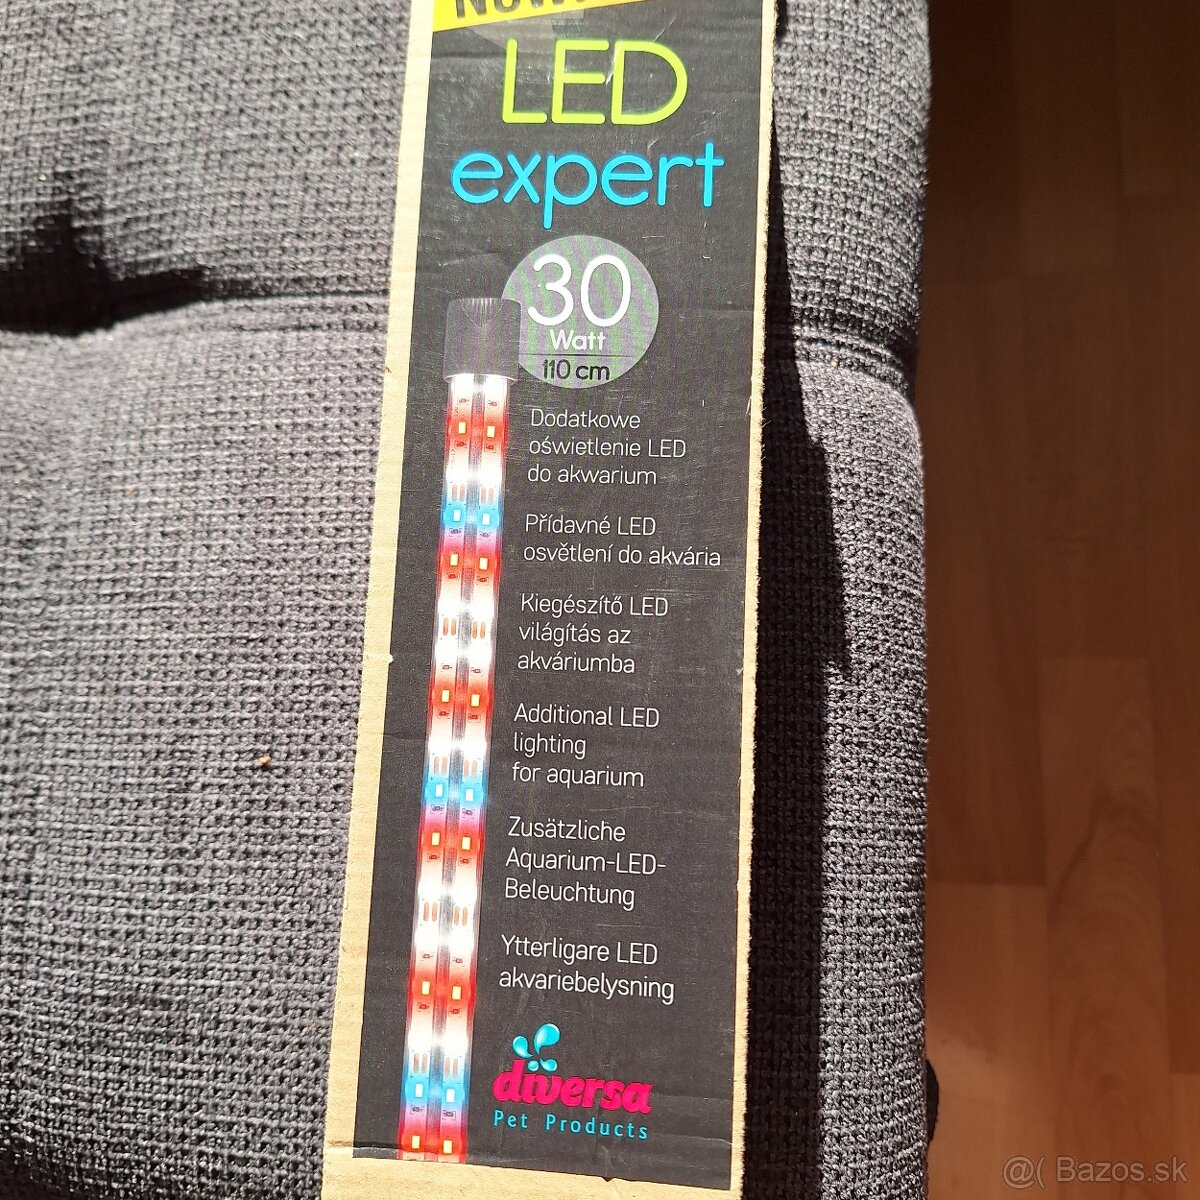 LED
expert
30
Watt
110 cm
Dodatkowe
oświetlenie LED
do akwarium
Přídavné LED
osvětlení do akvária
Kiegészítő LED
világítás az
akváriumba
Additional LED
lighting
for aquarium
Zusätzliche
Aquarium-LED-
Beleuchtung
Ytterligare LED
akvariebelysning
diversa
Pet Products
@( Bazos.sk